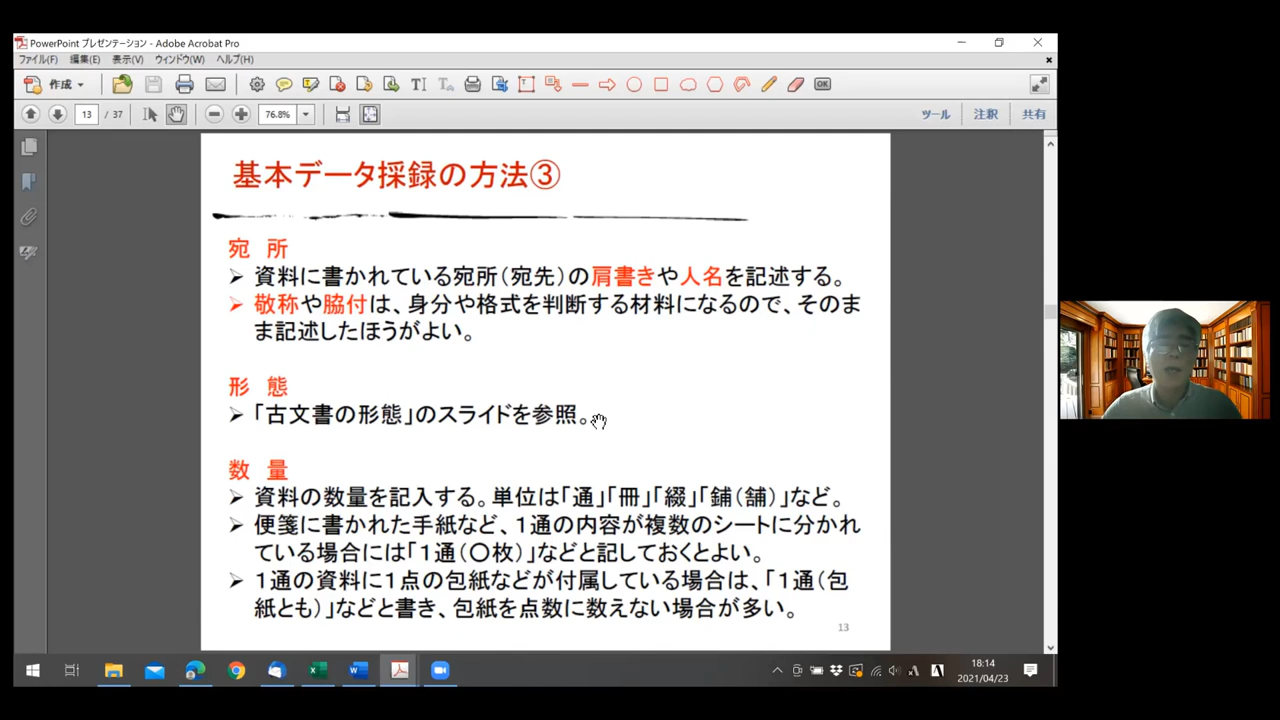 PowerPoint プレゼンテーション - Adobe Acrobat Pro
ファイル(F) 編集(E) 表示(V) ウィンドウ(W) ヘルプ(H)
作成 OK
13 / 37 76.8% ツール 注釈 共有
基本データ採録の方法③
宛 所
➢ 資料に書かれている宛所（宛先）の肩書きや人名を記述する。
➢ 敬称や脇付は、身分や格式を判断する材料になるので、そのま
ま記述したほうがよい。
形 態
➢ 「古文書の形態」のスライドを参照。
数 量
➢ 資料の数量を記入する。単位は「通」「冊」「綴」「鋪（舗）」など。
➢ 便箋に書かれた手紙など、１通の内容が複数のシートに分かれ
ている場合には「１通（〇枚）」などと記しておくとよい。
➢ １通の資料に１点の包紙などが付属している場合は、「１通（包
紙とも）」などと書き、包紙を点数に数えない場合が多い。
13
18:14
2021/04/23